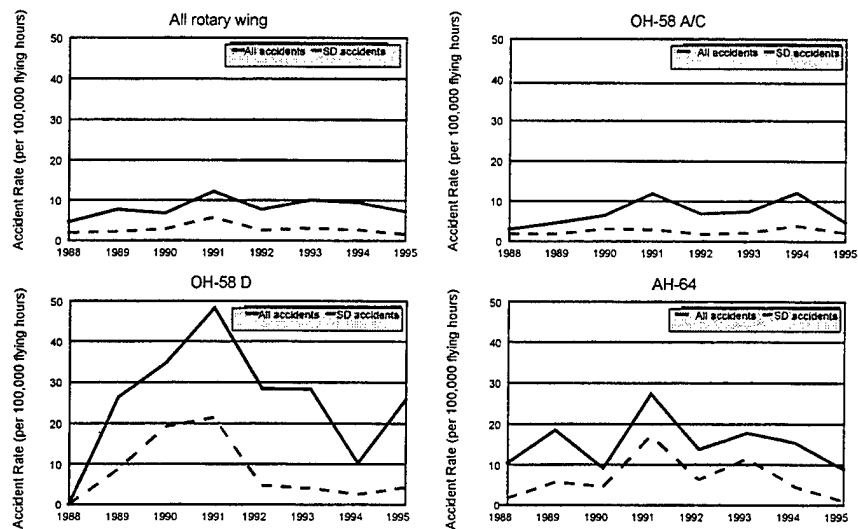 All rotary wing
Accident Rate (per 100,000 flying hours)
All accidents SD accidents
50
40
30
20
10
0
1988 1989 1990 1991 1992 1993 1994 1995
OH-58 A/C
Accident Rate (per 100,000 flying hours)
All accidents SD accidents
50
40
30
20
10
0
1988 1989 1990 1991 1992 1993 1994 1995
OH-58 D
Accident Rate (per 100,000 flying hours)
All accidents SD accidents
50
40
30
20
10
0
1988 1989 1990 1991 1992 1993 1994 1995
AH-64
Accident Rate (per 100,000 flying hours)
All accidents SD accidents
50
40
30
20
10
0
1988 1989 1990 1991 1992 1993 1994 1995